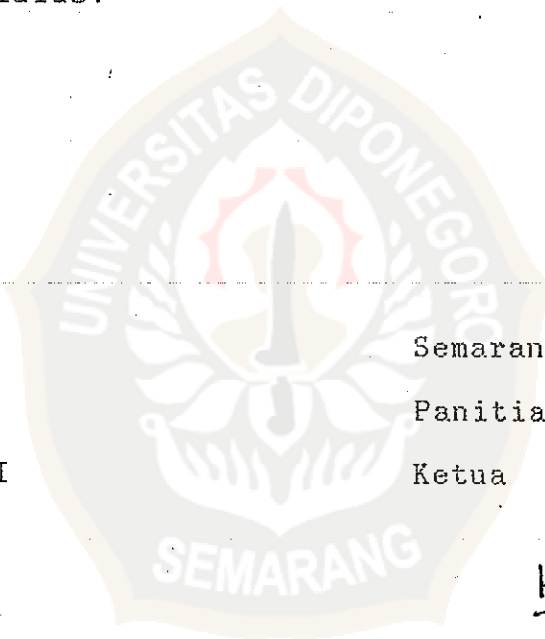 UNIVERSITAS DIPONEGORO
Semaran
Panitia
Ketua
SEMARANG